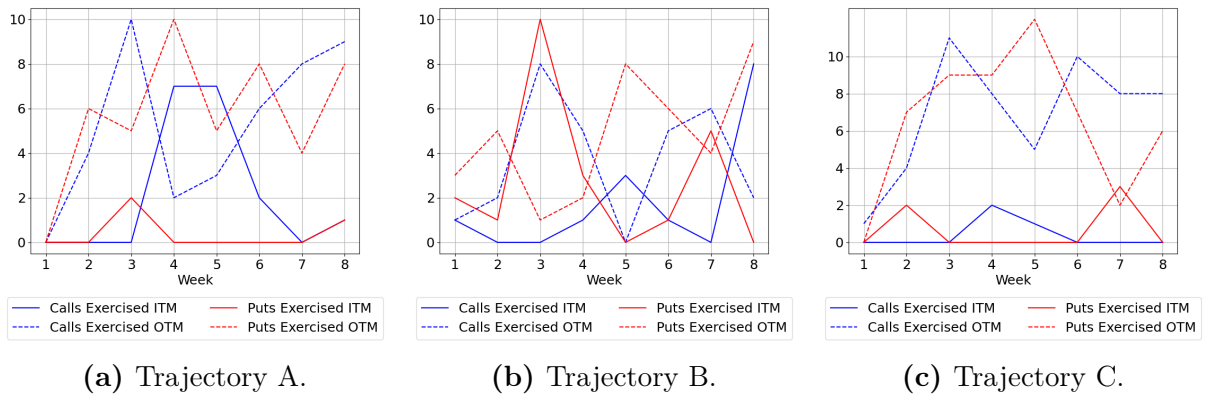 10
8
6
4
2
0
1 2 3 4 5 6 7 8
Week
Calls Exercised ITM
Calls Exercised OTM
Puts Exercised ITM
Puts Exercised OTM
(a) Trajectory A.
10
8
6
4
2
0
1 2 3 4 5 6 7 8
Week
Calls Exercised ITM
Calls Exercised OTM
Puts Exercised ITM
Puts Exercised OTM
(b) Trajectory B.
10
8
6
4
2
0
1 2 3 4 5 6 7 8
Week
Calls Exercised ITM
Calls Exercised OTM
Puts Exercised ITM
Puts Exercised OTM
(c) Trajectory C.